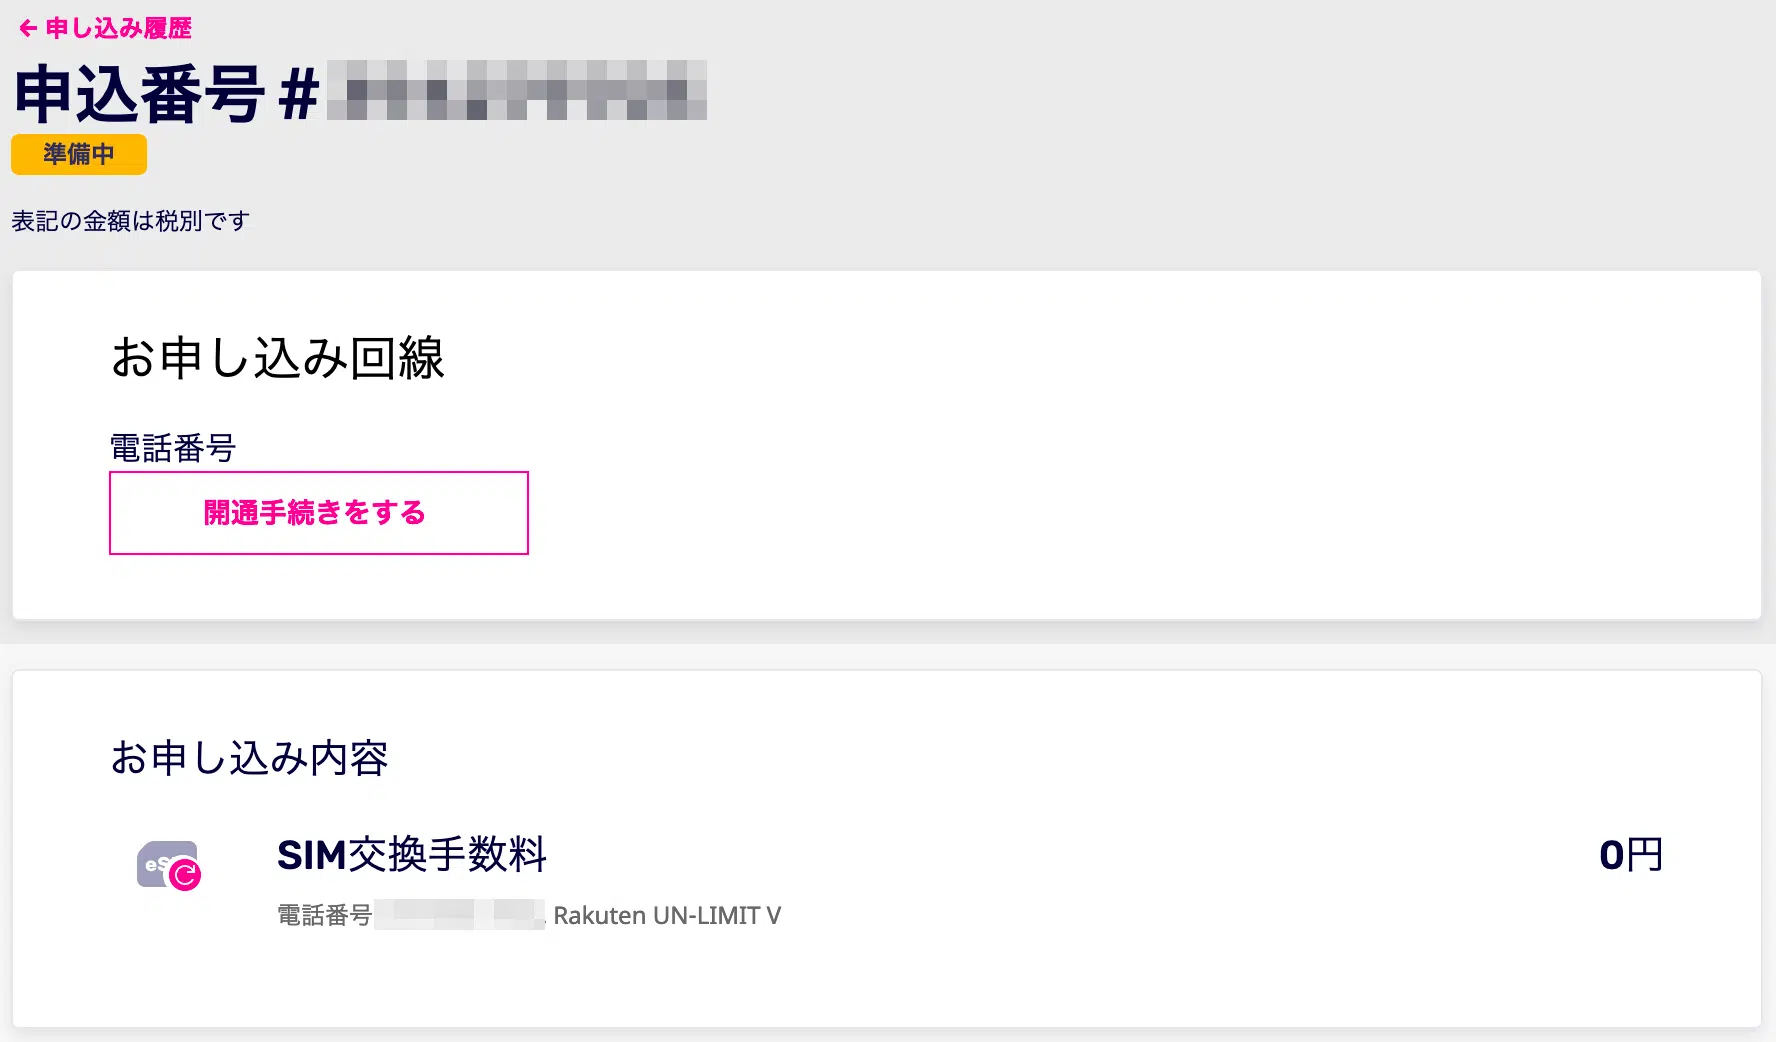 ← 申し込み履歴
申込番号 #
準備中
表記の金額は税別です
お申し込み回線
電話番号
開通手続きをする
お申し込み内容
SIM交換手数料
0円
電話番号 Rakuten UN-LIMIT V